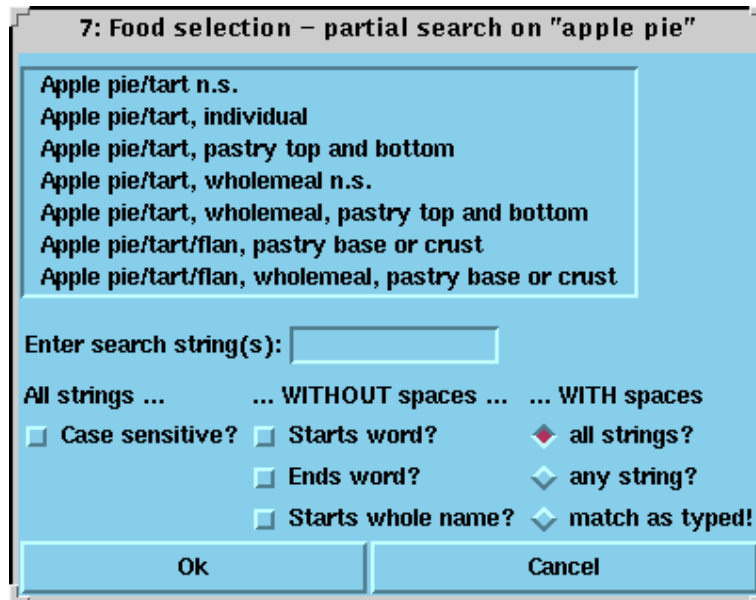 7: Food selection – partial search on "apple pie"
Apple pie/tart n.s.
Apple pie/tart, individual
Apple pie/tart, pastry top and bottom
Apple pie/tart, wholemeal n.s.
Apple pie/tart, wholemeal, pastry top and bottom
Apple pie/tart/flan, pastry base or crust
Apple pie/tart/flan, wholemeal, pastry base or crust
Enter search string(s):
All strings ... ... WITHOUT spaces ... ... WITH spaces
Case sensitive? Starts word? all strings?
Ends word? any string?
Starts whole name? match as typed!
Ok Cancel